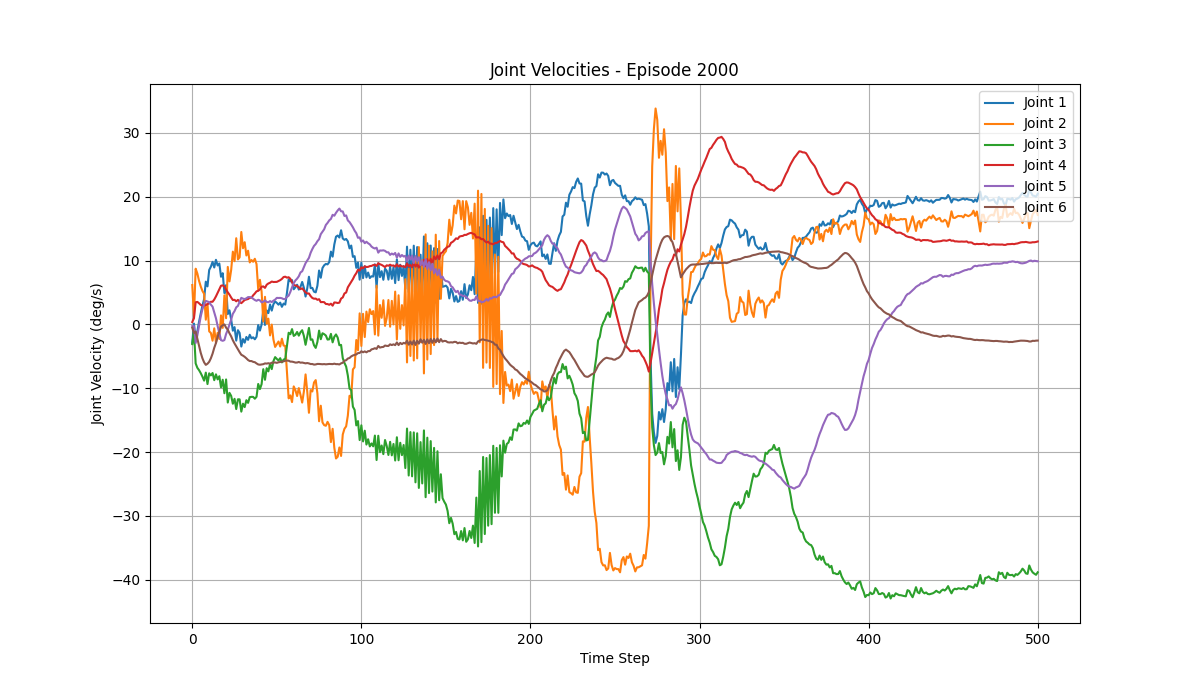 Joint Velocities - Episode 2000
Joint Velocity (deg/s)
30
20
10
0
−10
−20
−30
−40
0 100 200 300 400 500
Time Step
Joint 1
Joint 2
Joint 3
Joint 4
Joint 5
Joint 6